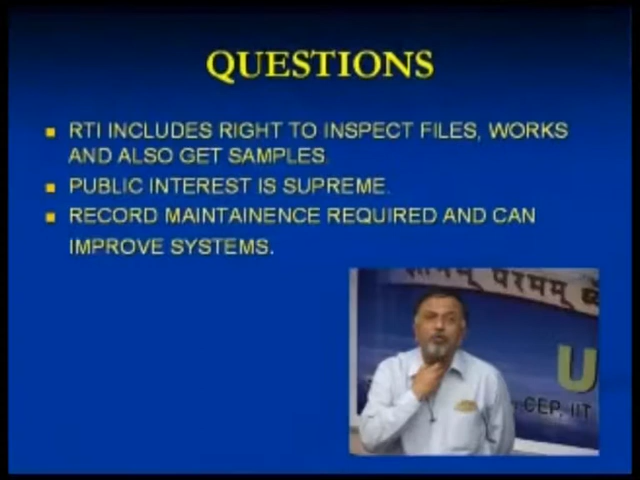 QUESTIONS
RTI INCLUDES RIGHT TO INSPECT FILES, WORKS
AND ALSO GET SAMPLES.
PUBLIC INTEREST IS SUPREME.
RECORD MAINTAINENCE REQUIRED AND CAN
IMPROVE SYSTEMS.
परमम्
U
CEP, IIT